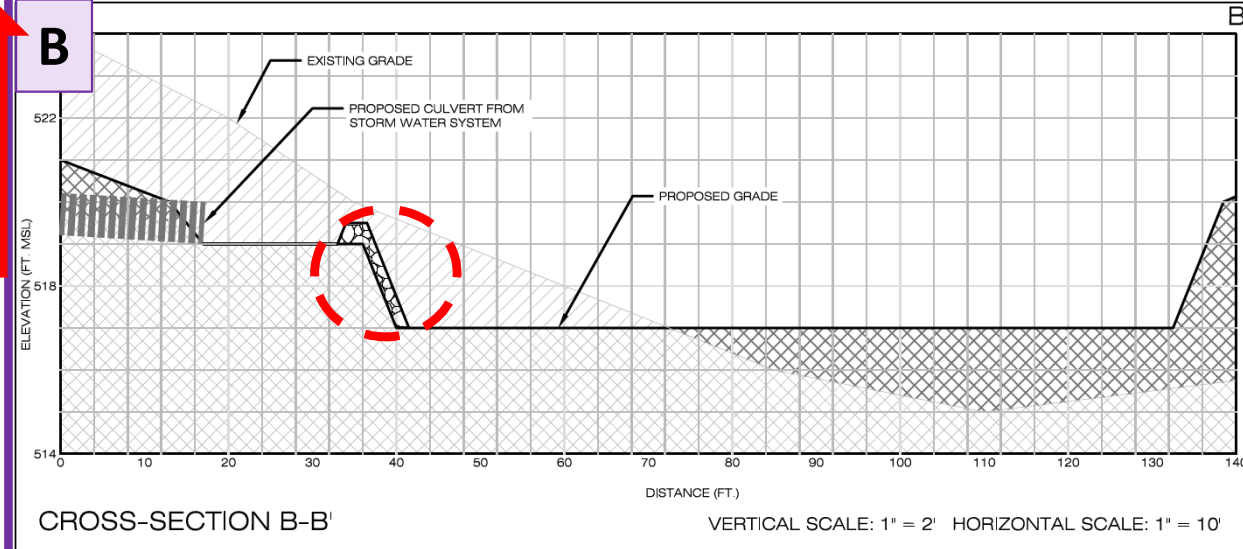 B
B
EXISTING GRADE
PROPOSED CULVERT FROM
STORM WATER SYSTEM
PROPOSED GRADE
ELEVATION (FT. MSL)
522
518
514
0 10 20 30 40 50 60 70 80 90 100 110 120 130 140
DISTANCE (FT.)
CROSS-SECTION B-B'
VERTICAL SCALE: 1" = 2' HORIZONTAL SCALE: 1" = 10'